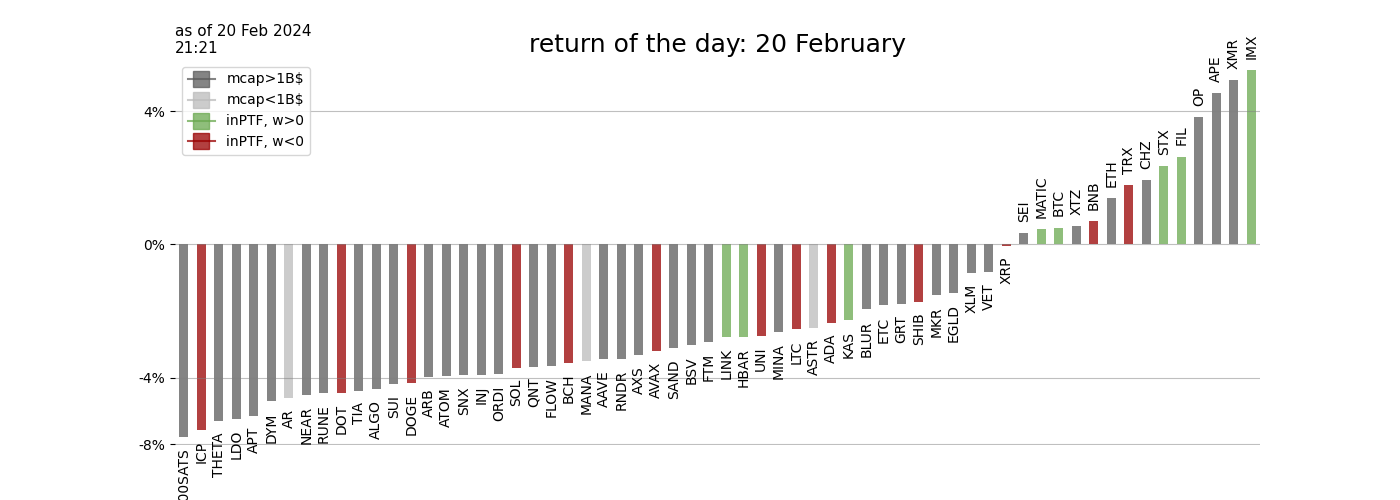 as of 20 Feb 2024
21:21
return of the day: 20 February
mcap>1B$
mcap<1B$
inPTF, w>0
inPTF, w<0
4%
0%
-4%
-8%
00SATS
ICP
THETA
LDO
APT
DYM
AR
NEAR
RUNE
DOT
TIA
ALGO
SUI
DOGE
ARB
ATOM
SNX
INJ
ORDI
SOL
QNT
FLOW
BCH
MANA
AAVE
RNDR
AXS
AVAX
SAND
BSV
FTM
LINK
HBAR
UNI
MINA
LTC
ASTR
ADA
KAS
BLUR
ETC
GRT
SHIB
MKR
EGLD
XLM
VET
XRP
SEI
MATIC
BTC
XTZ
BNB
ETH
TRX
CHZ
STX
FIL
OP
APE
XMR
IMX